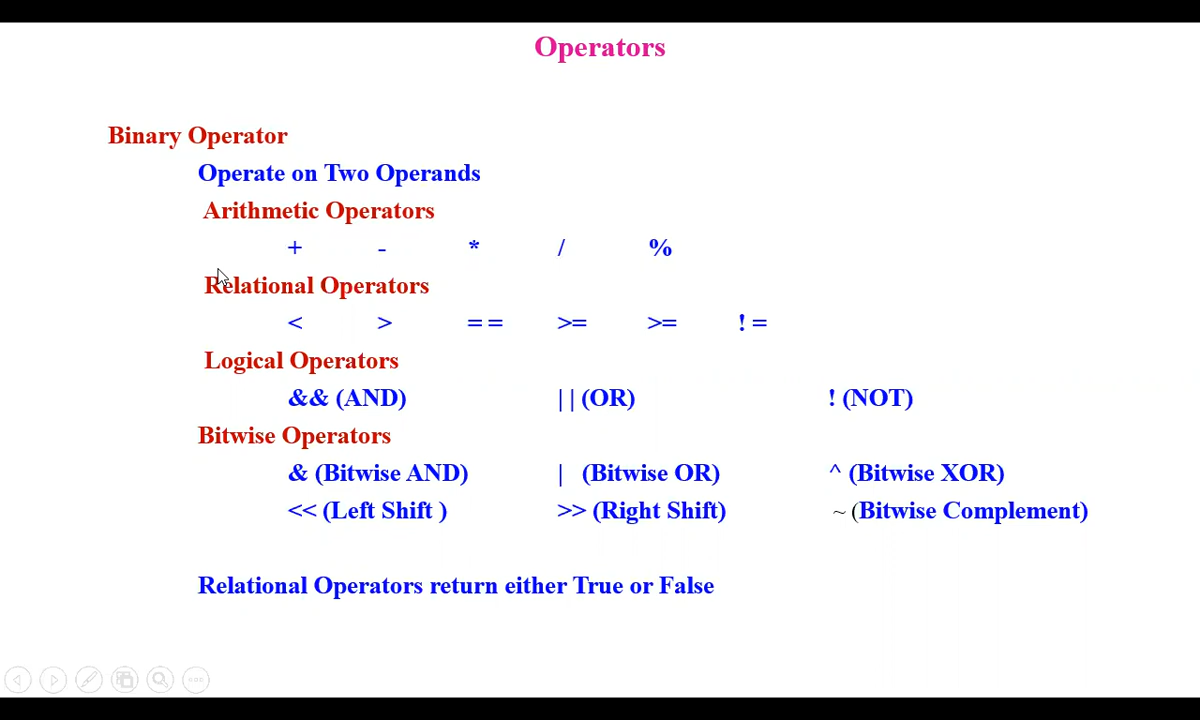 Operators
Binary Operator
Operate on Two Operands
Arithmetic Operators
+ - * / %
Relational Operators
< > = = >= >= ! =
Logical Operators
&& (AND) | | (OR) ! (NOT)
Bitwise Operators
& (Bitwise AND) | (Bitwise OR) ^ (Bitwise XOR)
<< (Left Shift ) >> (Right Shift) ~ (Bitwise Complement)
Relational Operators return either True or False